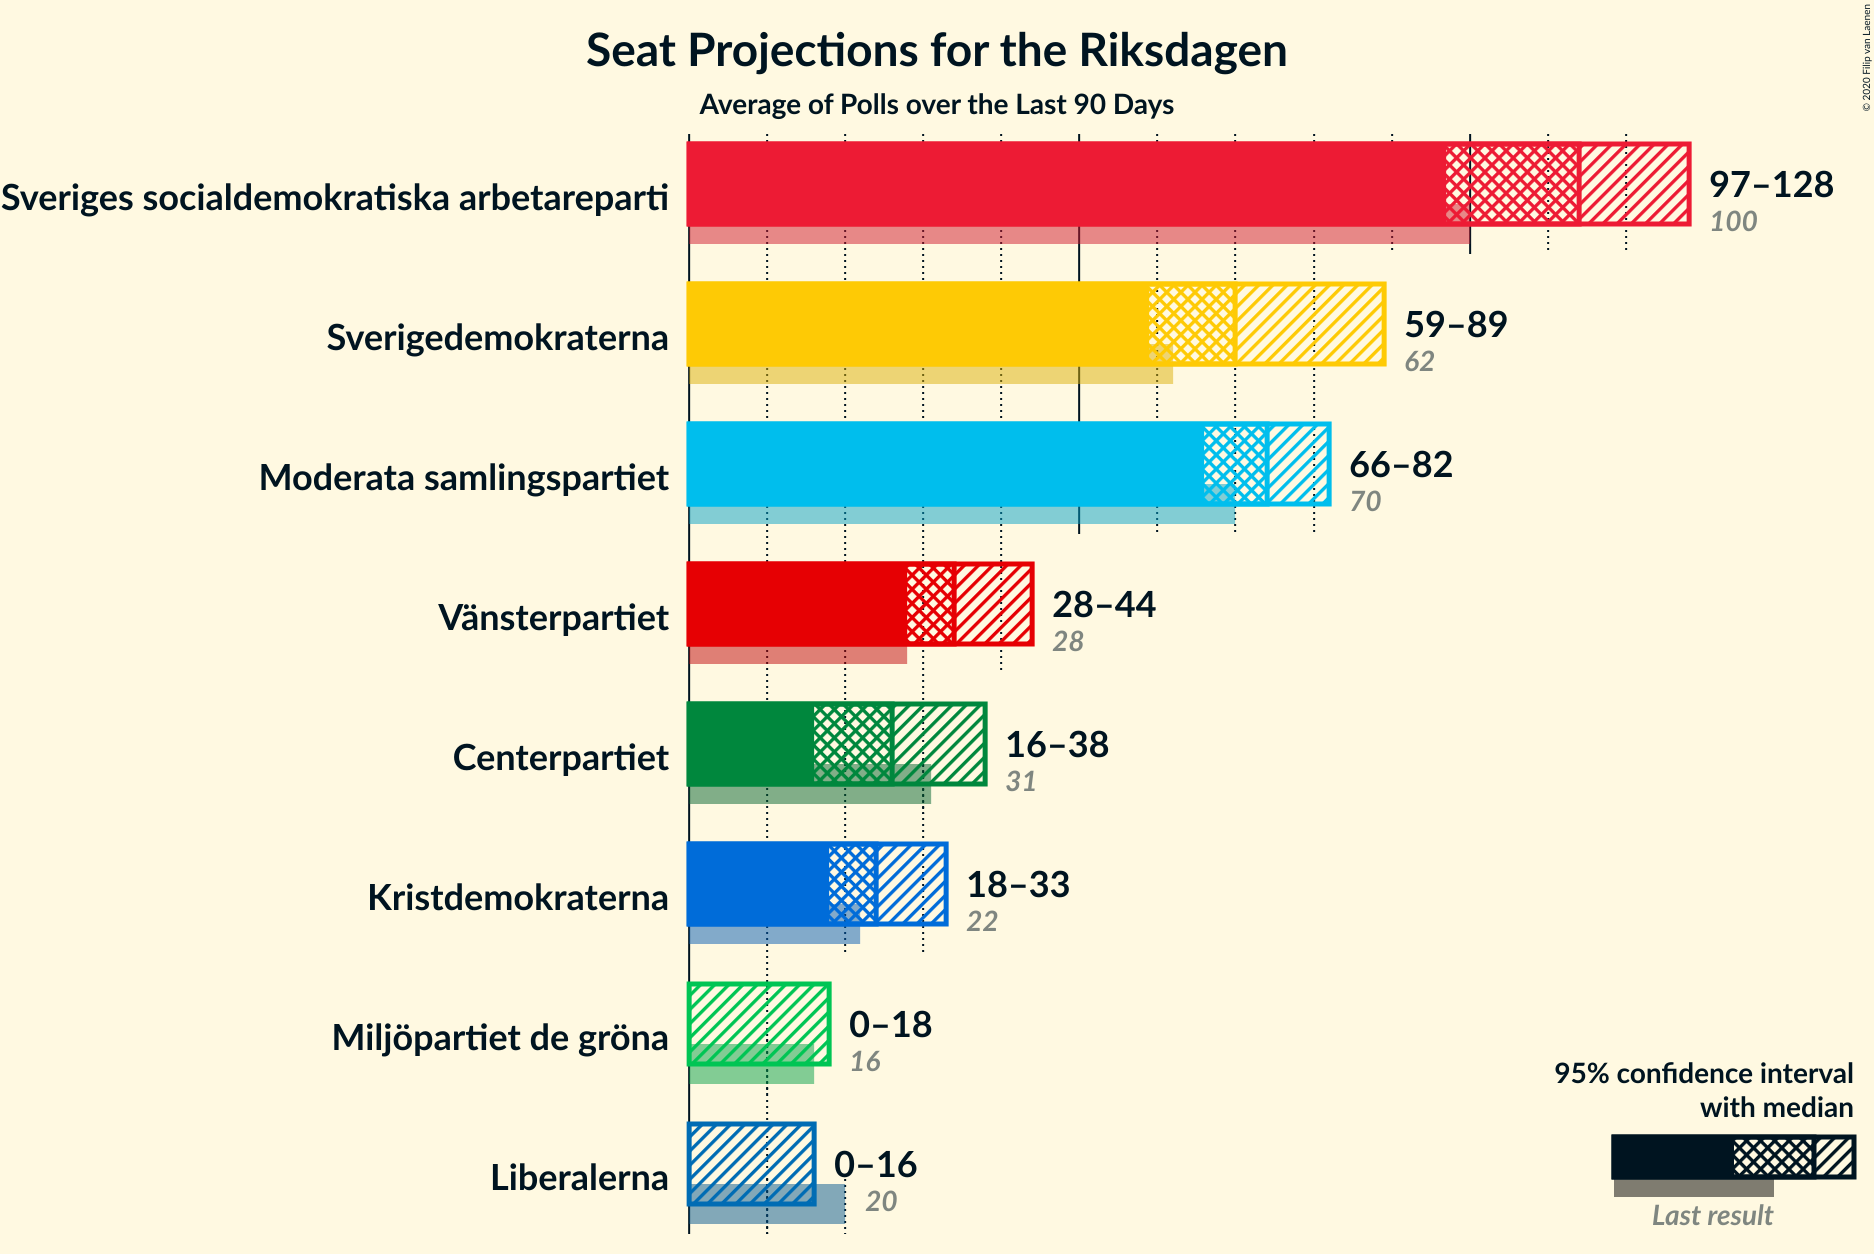 Seat Projections for the Riksdagen
Average of Polls over the Last 90 Days
© 2020 Filip van Laenen
Sveriges socialdemokratiska arbetareparti
97–128
100
Sverigedemokraterna
59–89
62
Moderata samlingspartiet
66–82
70
Vänsterpartiet
28–44
28
Centerpartiet
16–38
31
Kristdemokraterna
18–33
22
Miljöpartiet de gröna
0–18
16
Liberalerna
0–16
20
95% confidence interval
with median
Last result